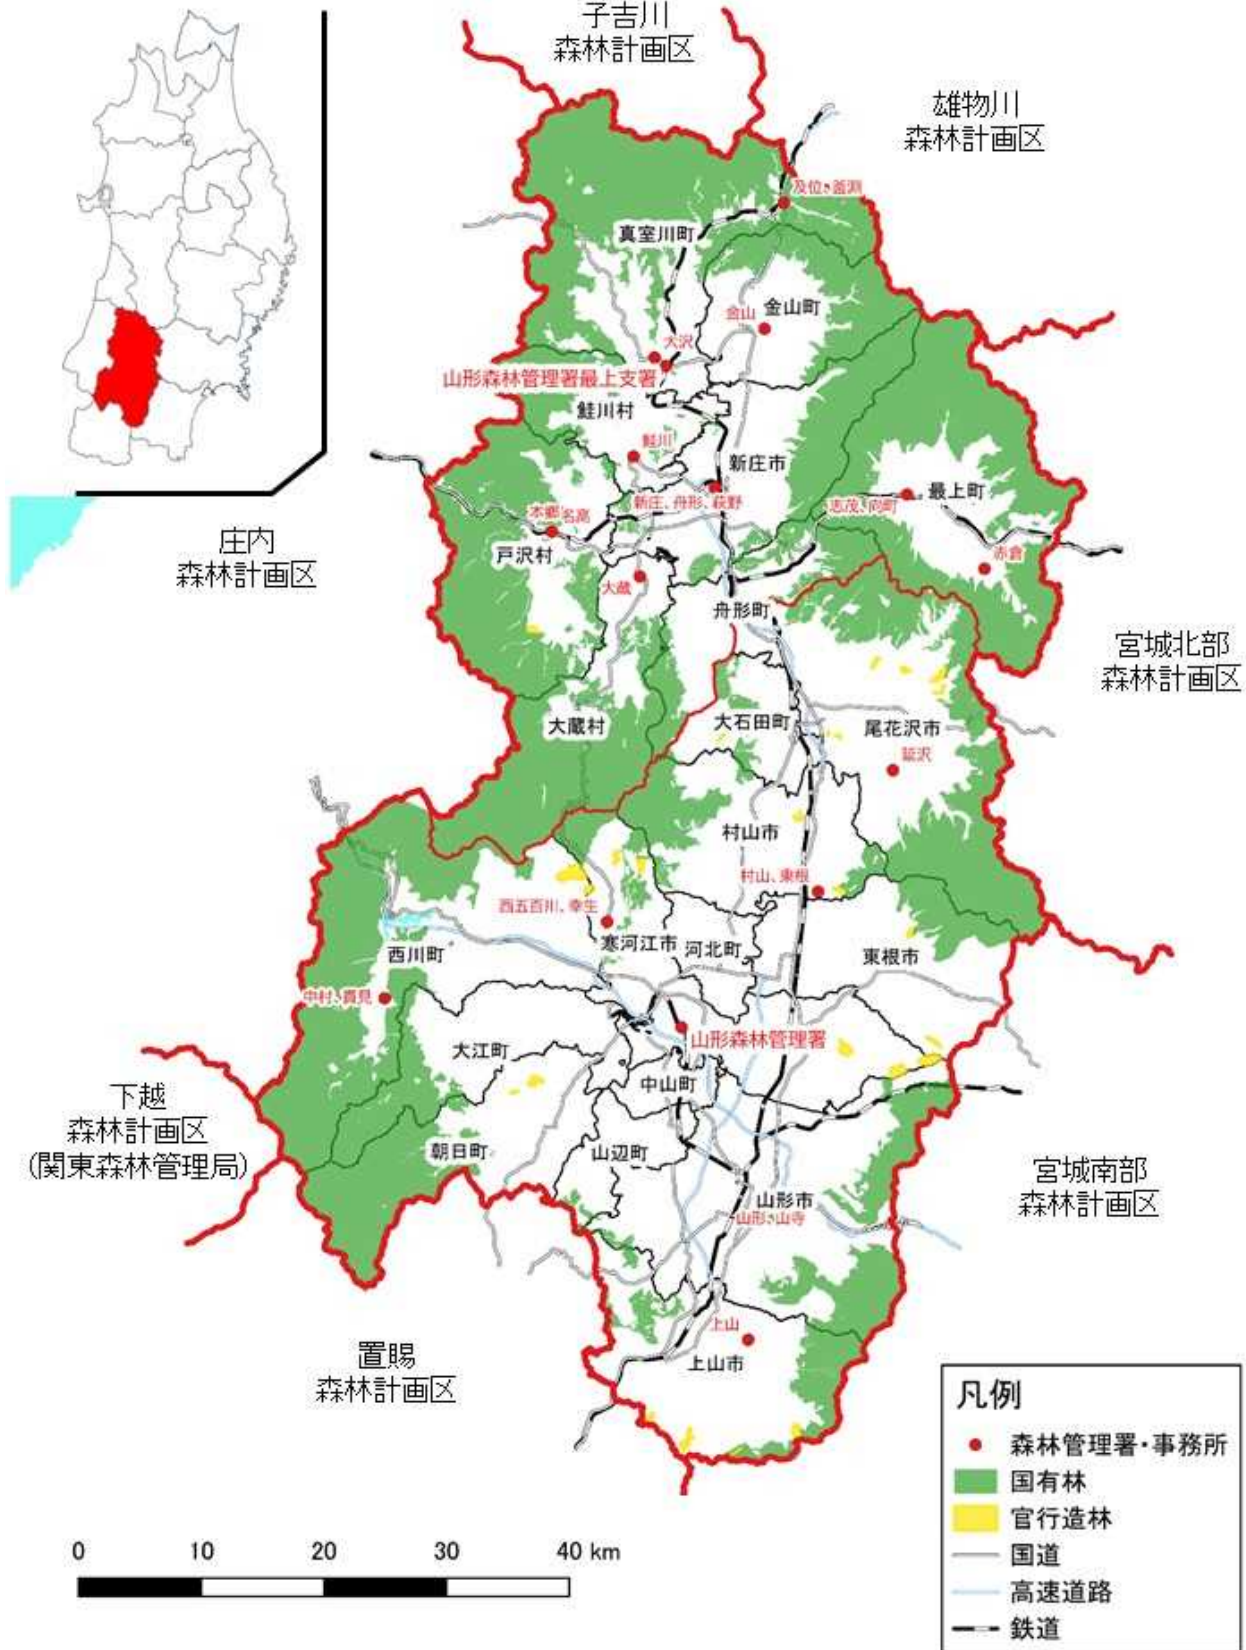 子吉川
森林計画区
雄物川
森林計画区
及位、釜淵
真室川町
金山
金山町
大沢
山形森林管理署最上支署
鮭川村
鮭川
新庄市
新庄、舟形、萩野
志茂、向町
最上町
本郷
名高
戸沢村
赤倉
庄内
森林計画区
大蔵
舟形町
宮城北部
森林計画区
大蔵村
大石田町
尾花沢市
延沢
村山市
村山、東根
西五百川、幸生
寒河江市
河北町
東根市
西川町
中村、貫見
山形森林管理署
大江町
中山町
下越
森林計画区
(関東森林管理局)
朝日町
山辺町
宮城南部
森林計画区
山形市
山形、山寺
上山
上山市
置賜
森林計画区
凡例
森林管理署・事務所
国有林
官行造林
国道
高速道路
鉄道
0 10 20 30 40 km